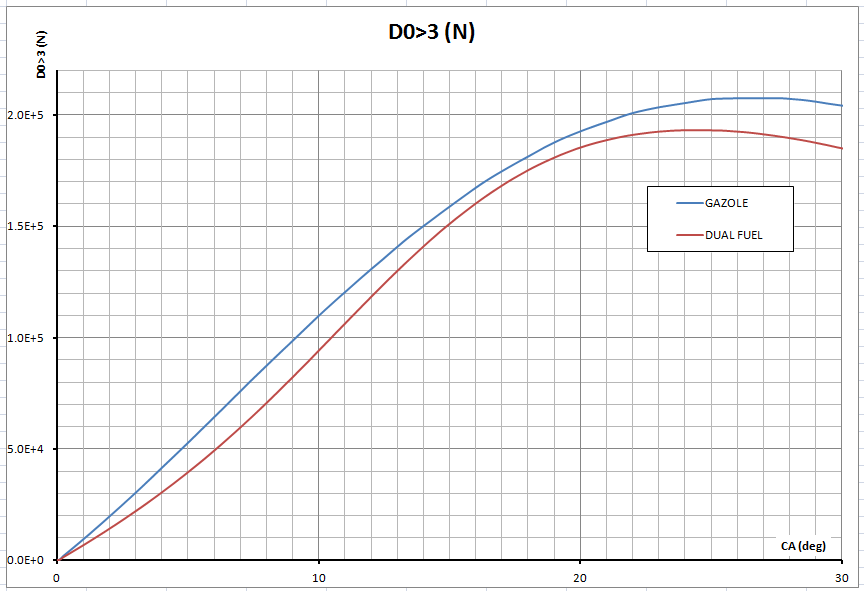 D0>3 (N)
D0>3 (N)
2.0E+5
1.5E+5
1.0E+5
5.0E+4
0.0E+0
GAZOLE
DUAL FUEL
CA (deg)
0
10
20
30